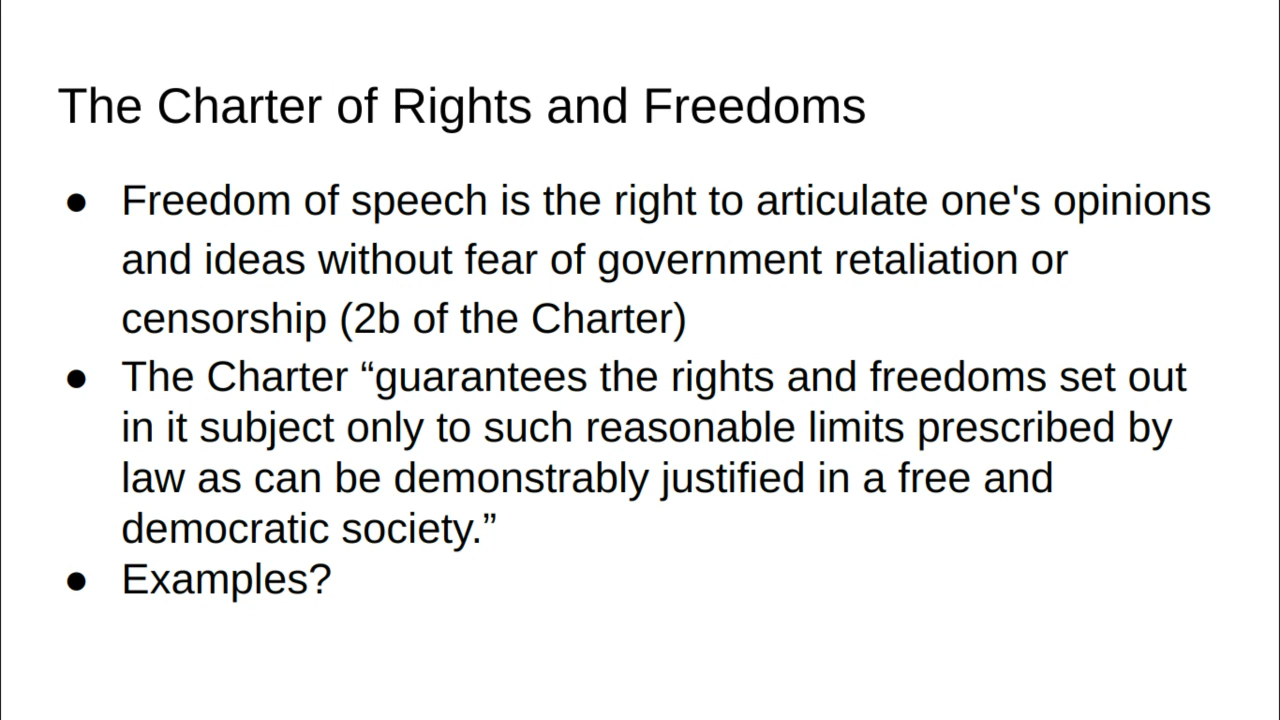 The Charter of Rights and Freedoms
● Freedom of speech is the right to articulate one's opinions
and ideas without fear of government retaliation or
censorship (2b of the Charter)
● The Charter “guarantees the rights and freedoms set out
in it subject only to such reasonable limits prescribed by
law as can be demonstrably justified in a free and
democratic society.”
● Examples?